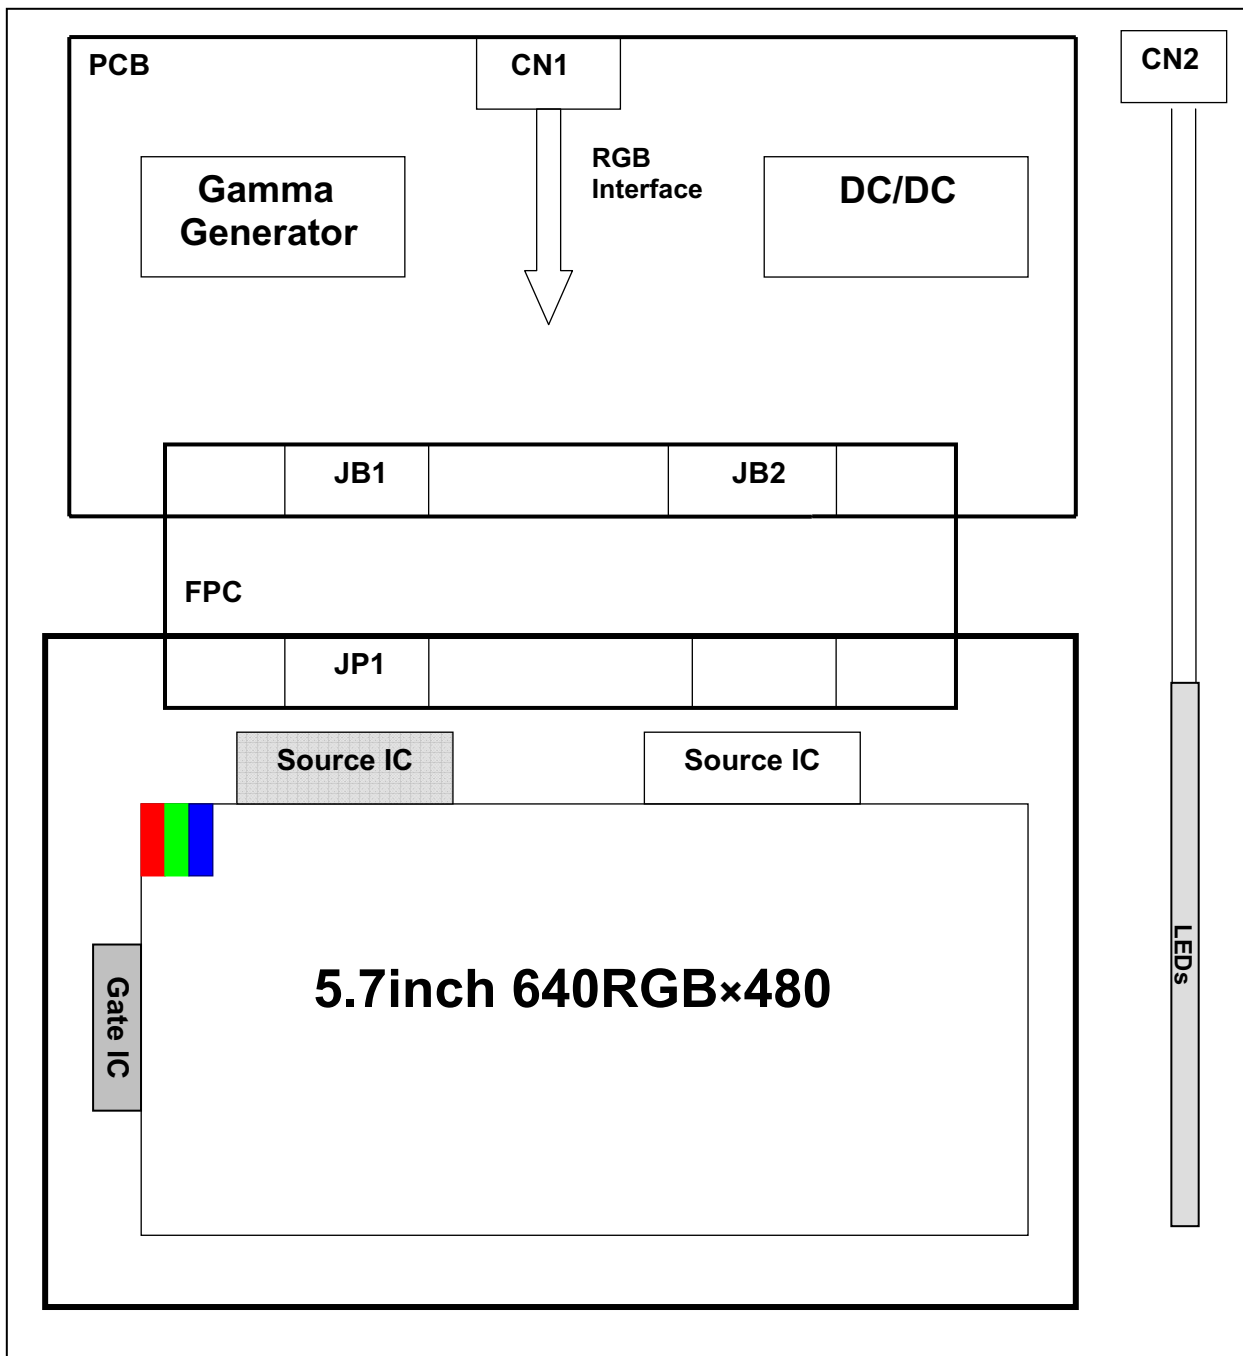 PCB
CN1
CN2
RGB
Interface
Gamma
Generator
DC/DC
JB1
JB2
FPC
JP1
Source IC
Source IC
Gate IC
5.7inch 640RGB×480
LEDs